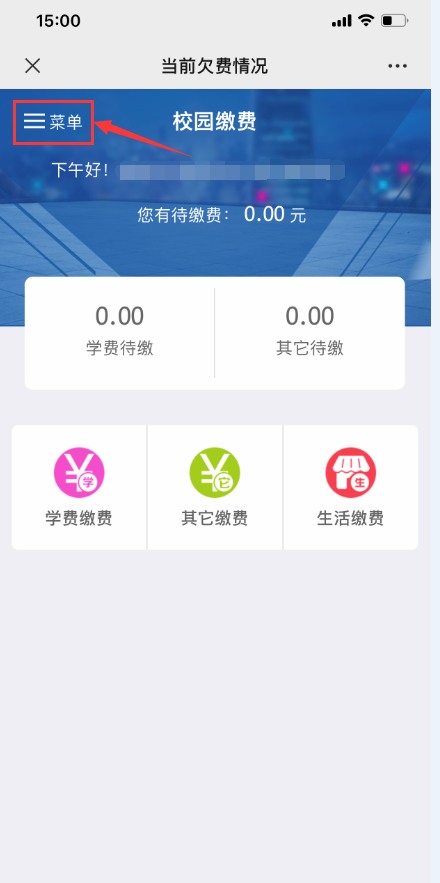 15:00
当前欠费情况
菜单
校园缴费
下午好！
您有待缴费： 0.00 元
0.00
0.00
学费待缴
其它待缴
学
它
生
学费缴费
其它缴费
生活缴费